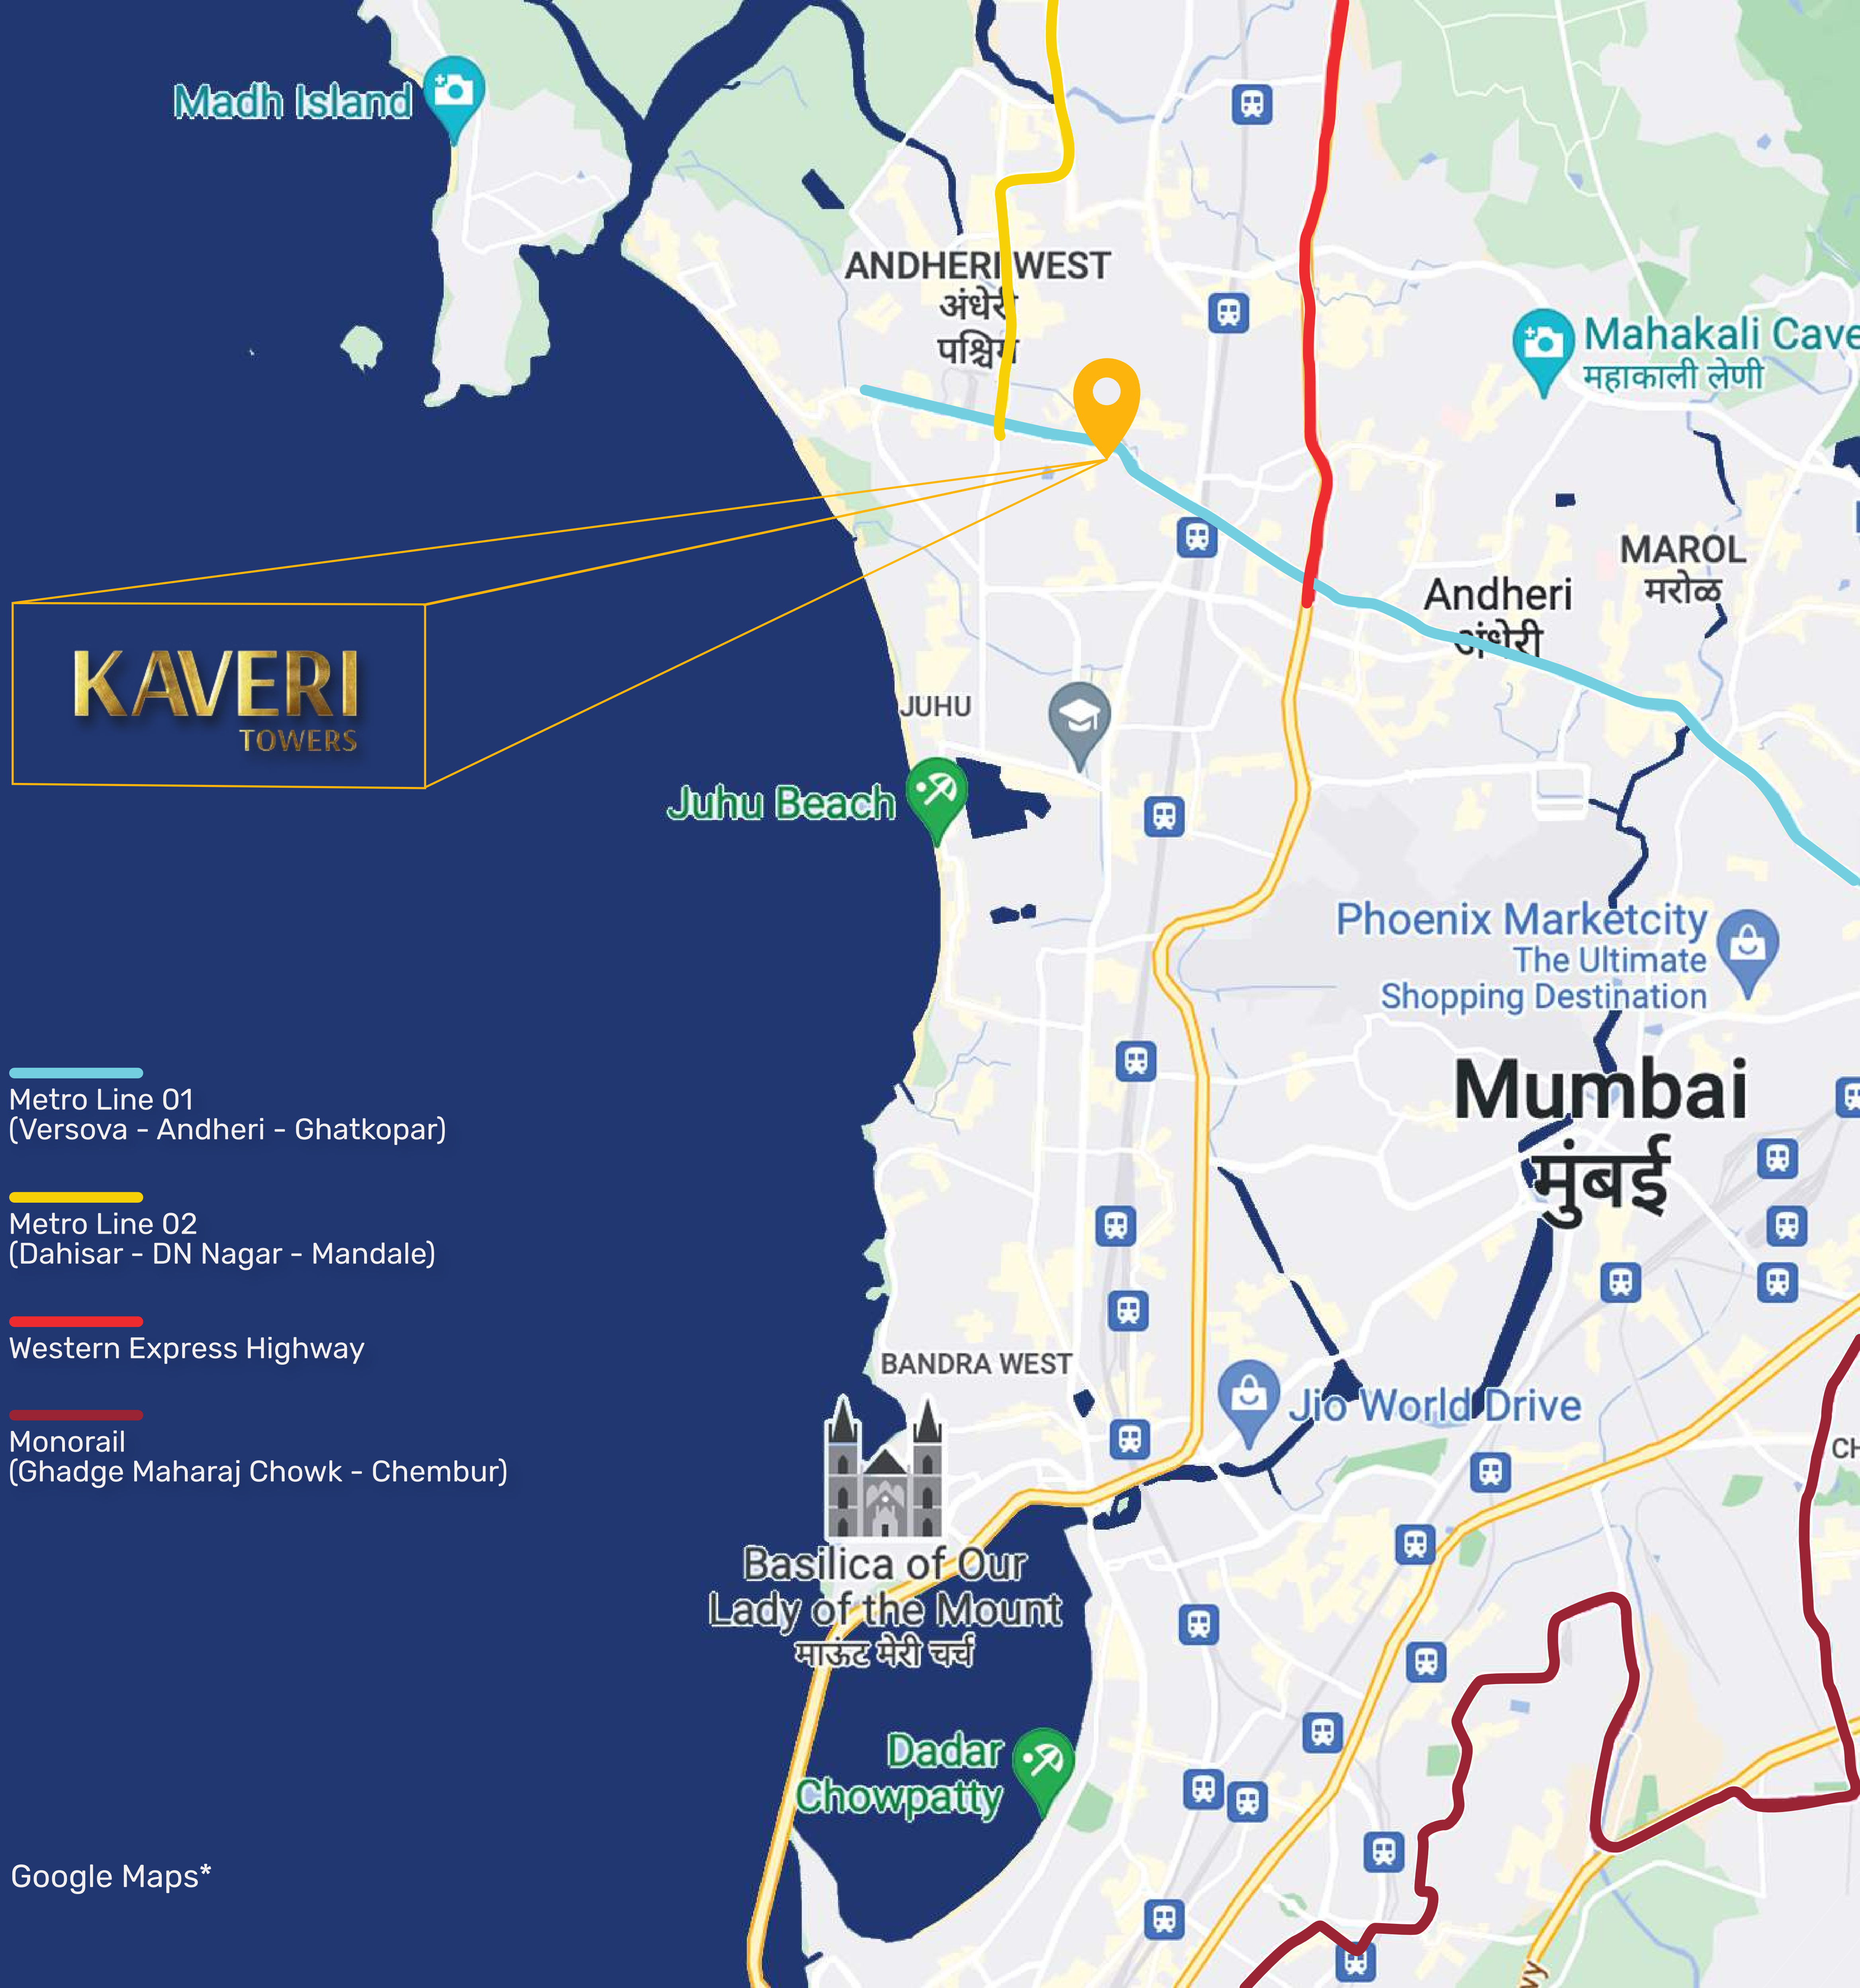 Madh Island
ANDHERI WEST
अंधेरी
पश्चिम
Mahakali Cave
महाकाली लेणी
MAROL
मरोळ
Andheri
अंधेरी
KAVERI
TOWERS
JUHU
Juhu Beach
Phoenix Marketcity
The Ultimate
Shopping Destination
Mumbai
मुंबई
Metro Line 01
(Versova - Andheri - Ghatkopar)
Metro Line 02
(Dahisar - DN Nagar - Mandale)
Western Express Highway
Monorail
(Ghadge Maharaj Chowk - Chembur)
BANDRA WEST
Jio World Drive
CH
Basilica of Our
Lady of the Mount
माऊंट मेरी चर्च
Dadar
Chowpatty
Google Maps*